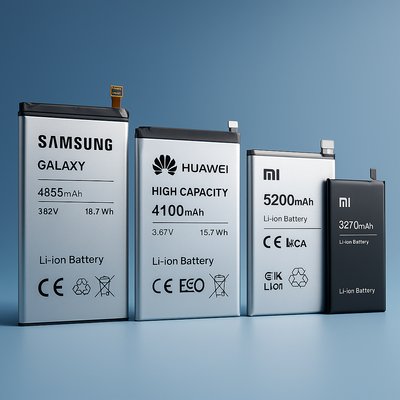 SAMSUNG
GALAXY
4855mAh
382V 18.7 Wh
Li-ion Battery
CE
HUAWEI
HIGH CAPACITY
4100mAh
3.67V 15.7 Wh
Li-ion Battery
CE
mi
5200mAh
Li-ion Battery
CE
mi
3270mAh
Li-ion Battery
Li-ion Battery